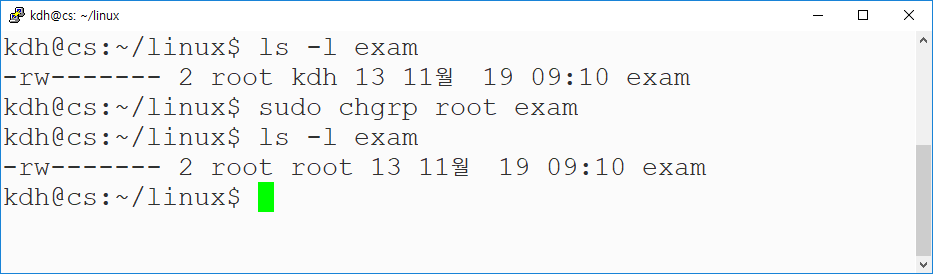 kdh@cs: ~/linux
kdh@cs:~/linux$ ls -l exam
-rw------- 2 root kdh 13 11월  19 09:10 exam
kdh@cs:~/linux$ sudo chgrp root exam
kdh@cs:~/linux$ ls -l exam
-rw------- 2 root root 13 11월  19 09:10 exam
kdh@cs:~/linux$